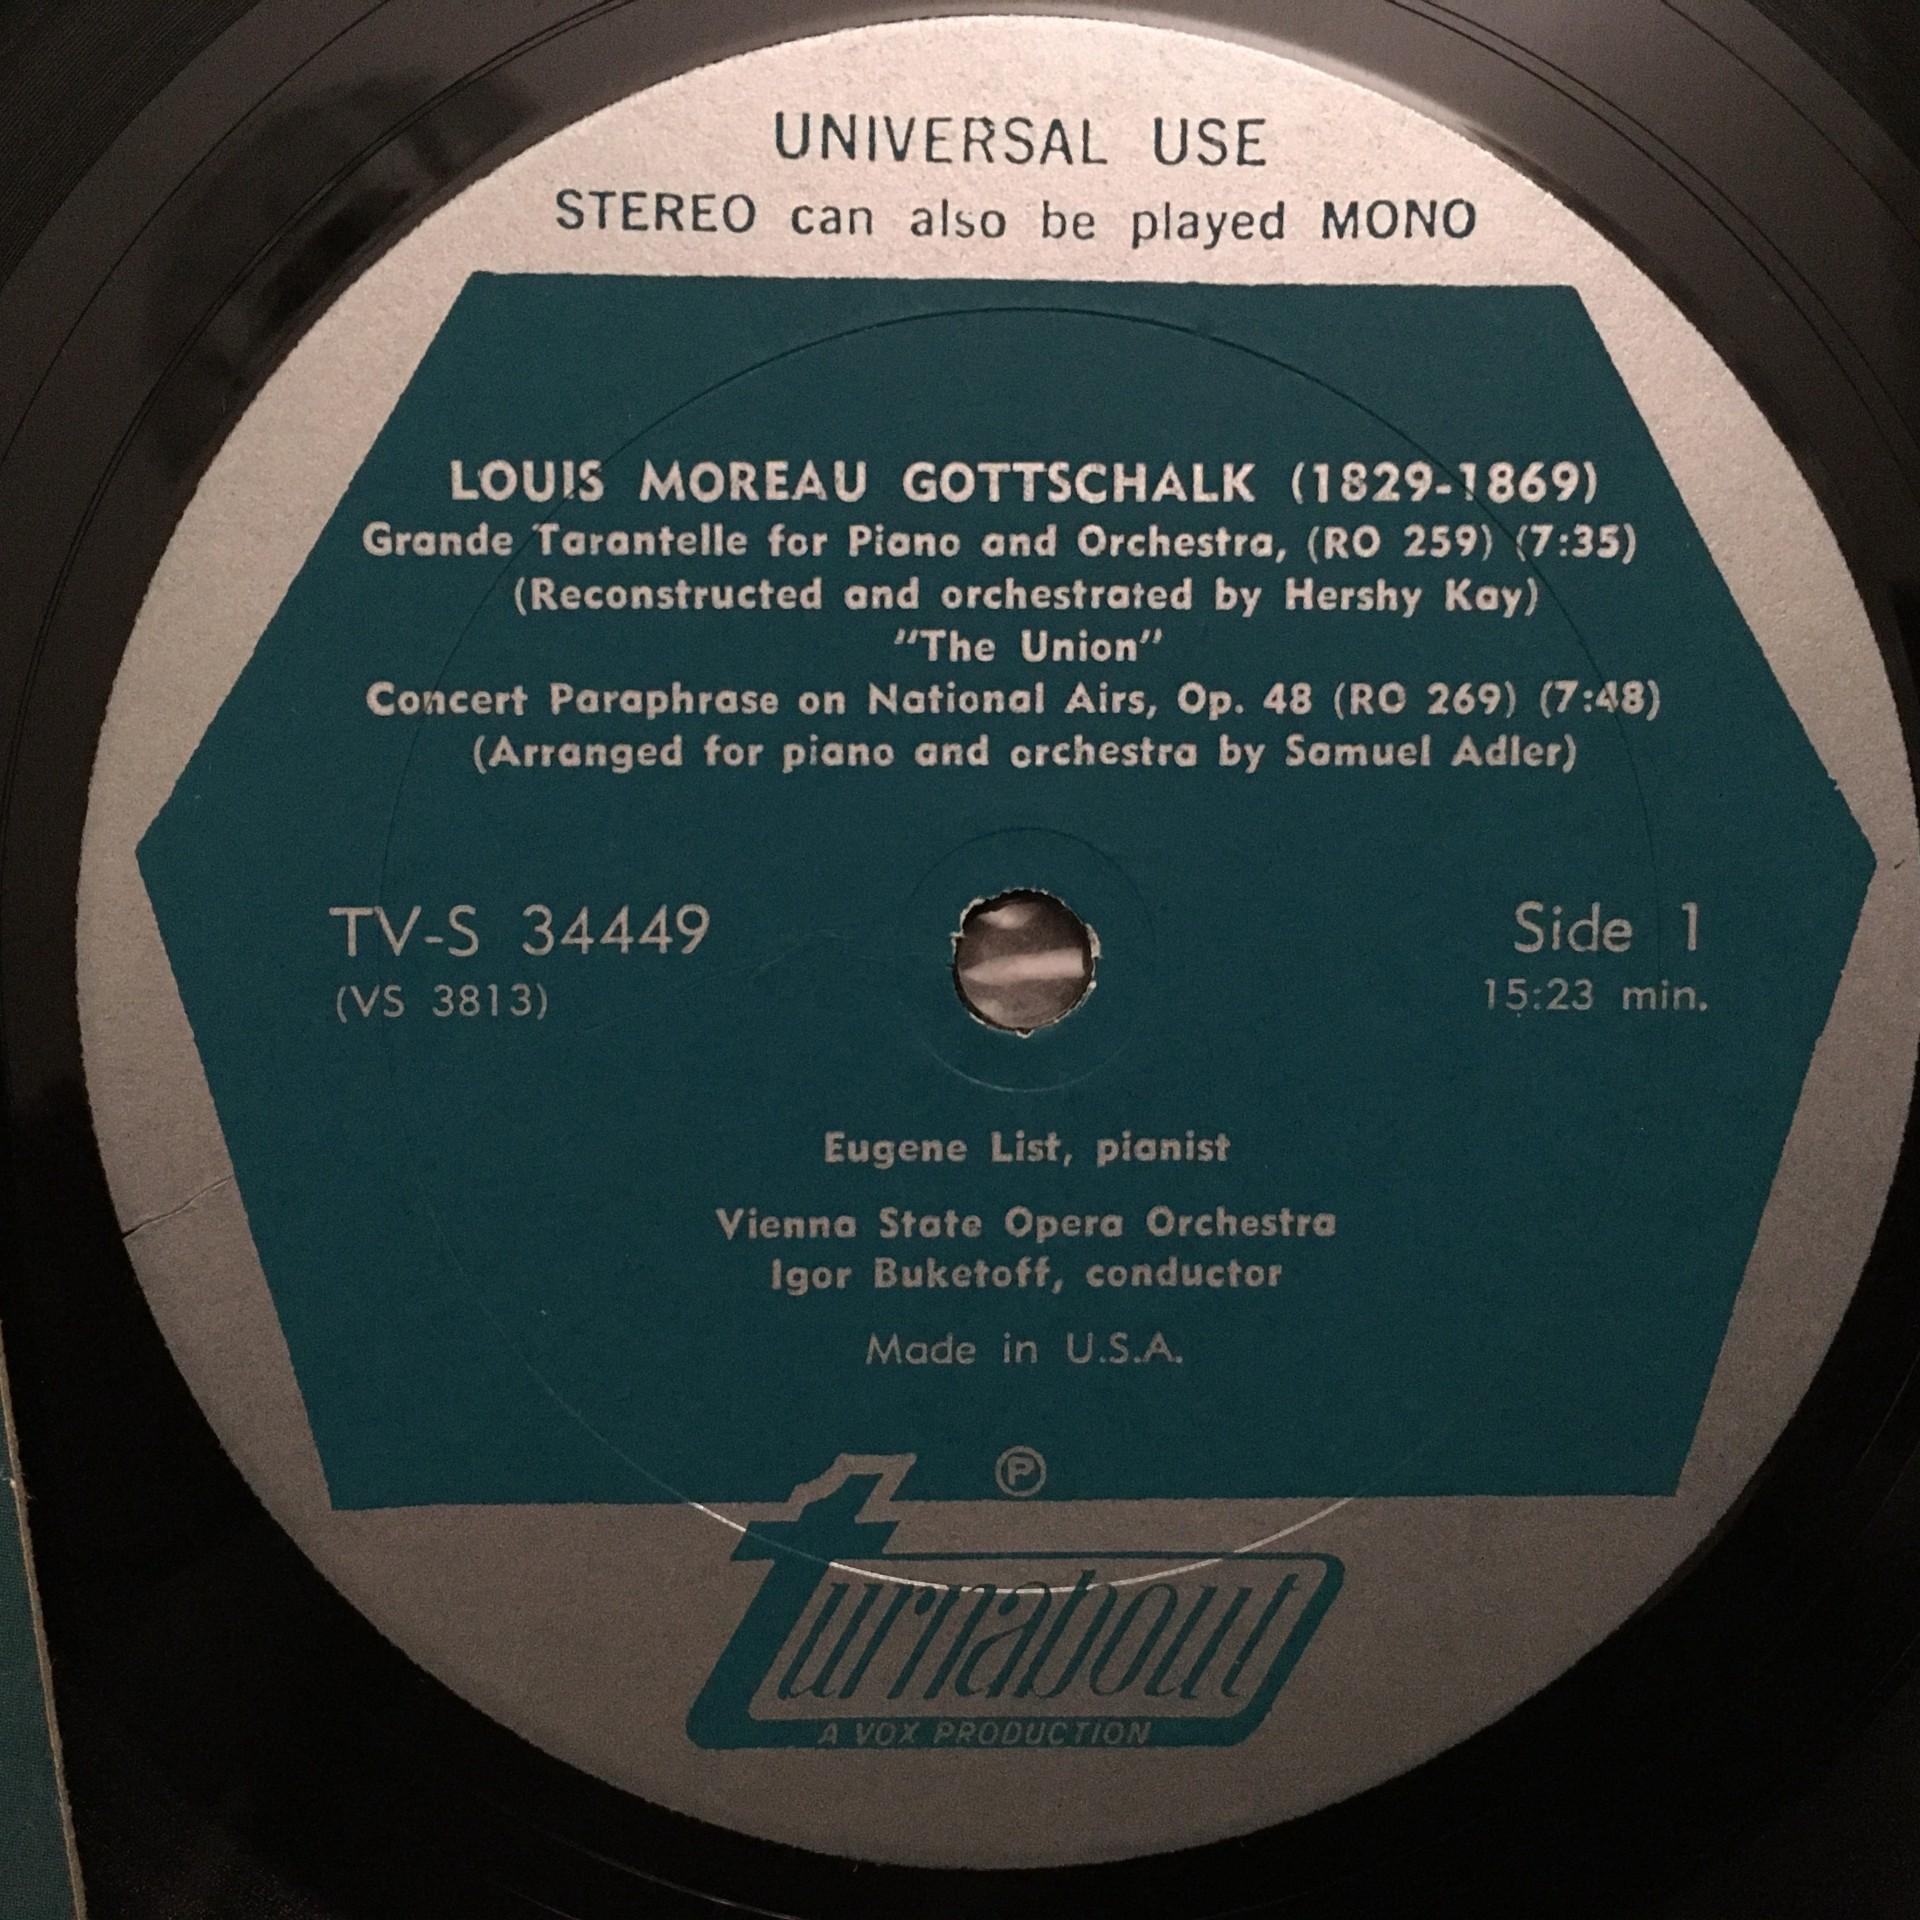 UNIVERSAL USE
STEREO can also be played MONO
LOUIS MOREAU GOTTSCHALK (1829-1869)
Grande Tarantelle for Piano and Orchestra, (RO 259) (7:35)
(Reconstructed and orchestrated by Hershy Kay)
"The Union"
Concert Paraphrase on National Airs, Op. 48 (RO 269) (7:48)
(Arranged for piano and orchestra by Samuel Adler)
TV-S 34449
(VS 3813)
Side 1
15:23 min.
Eugene List, pianist
Vienna State Opera Orchestra
Igor Buketoff, conductor
Made in U.S.A.
℗
turnabout
A VOX PRODUCTION